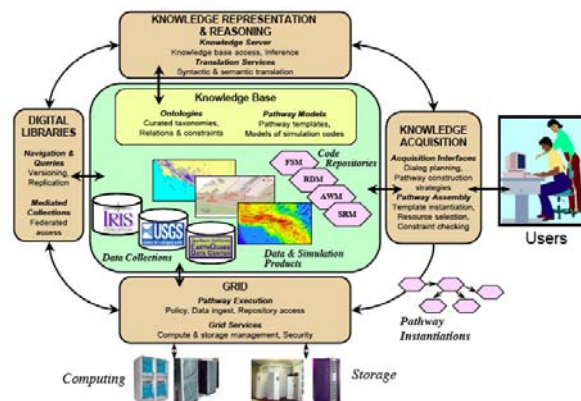 KNOWLEDGE REPRESENTATION
& REASONING
Knowledge Server
Knowledge base access, Inference
Translation Services
Syntactic & semantic translation
DIGITAL
LIBRARIES
Navigation &
Queries
Versioning,
Replication
Mediated
Collections
Federated
access
Knowledge Base
Ontologies
Curated taxonomies,
Relations & constraints
Pathway Models
Pathway templates,
Models of simulation codes
Code
Repositories
FSM
RDM
AWM
SRM
IRIS
USGS
Data Collections
Data & Simulation
Products
KNOWLEDGE
ACQUISITION
Acquisition Interfaces
Dialog planning,
Pathway construction
strategies
Pathway Assembly
Template instantiation,
Resource selection,
Constraint checking
Users
GRID
Pathway Execution
Policy, Data ingest, Repository access
Grid Services
Compute & storage management, Security
Pathway
Instantiations
Computing
Storage